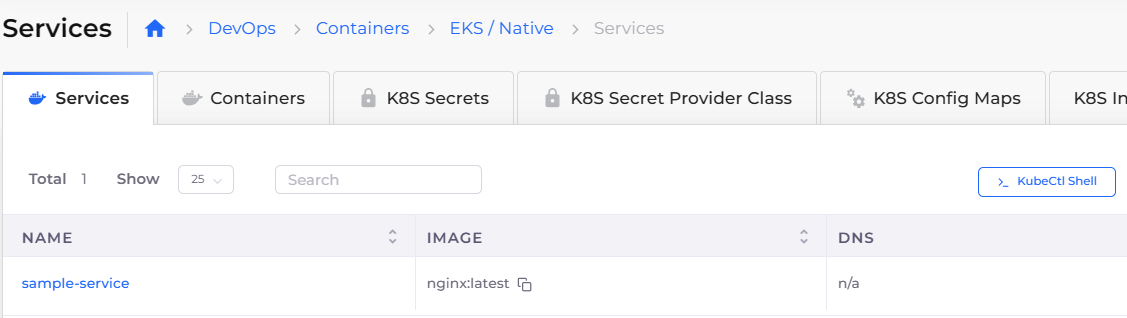 Services DevOps Containers EKS / Native Services
Services Containers K8S Secrets K8S Secret Provider Class K8S Config Maps K8S In
Total 1 Show 25 Search KubeCtl Shell
NAME IMAGE DNS
sample-service nginx:latest n/a